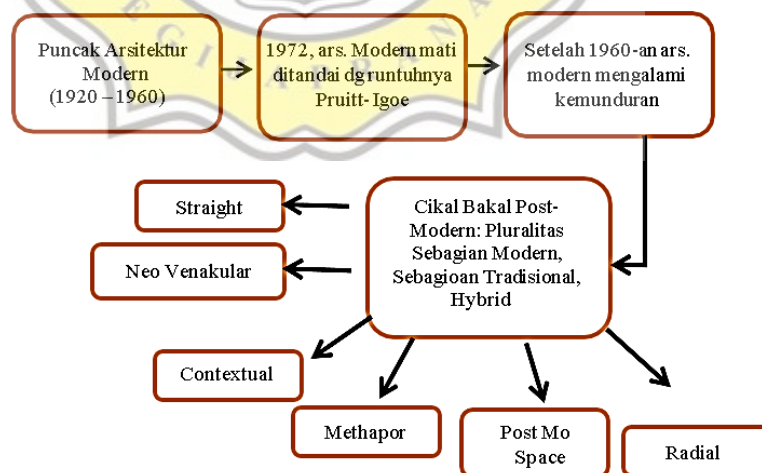 Puncak Arsitektur
Modern
(1920 – 1960)
1972, ars. Modern mati
ditandai dg runtuhnya
Pruitt- Igoe
Setelah 1960-an ars.
modern mengalami
kemunduran
Cikal Bakal Post-
Modern: Pluralitas
Sebagian Modern,
Sebagioan Tradisional,
Hybrid
Straight
Neo Venakular
Contextual
Methapor
Post Mo
Space
Radial